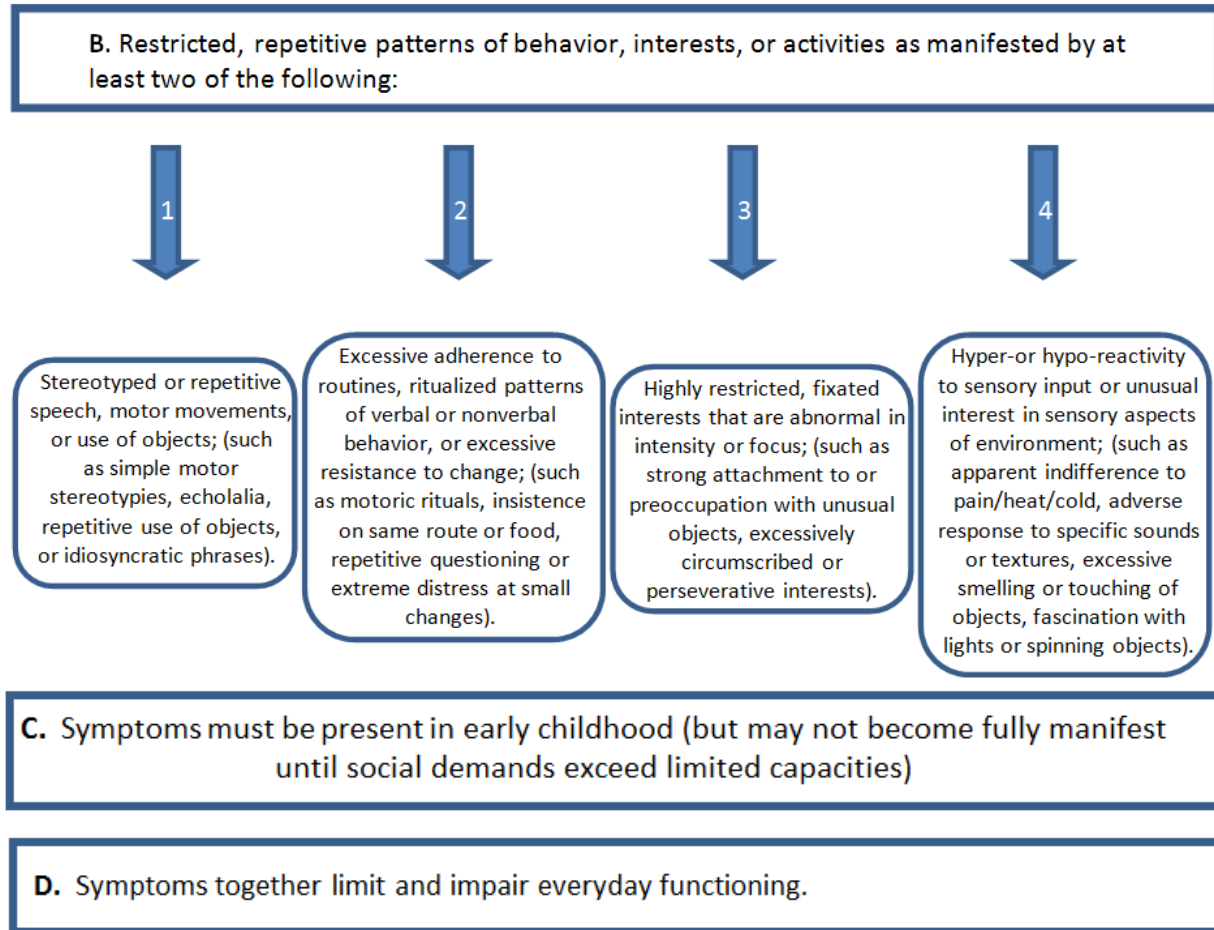 B. Restricted, repetitive patterns of behavior, interests, or activities as manifested by at
least two of the following:
1
2
3
4
Stereotyped or repetitive
speech, motor movements,
or use of objects; (such
as simple motor
stereotypies, echolalia,
repetitive use of objects,
or idiosyncratic phrases).
Excessive adherence to
routines, ritualized patterns
of verbal or nonverbal
behavior, or excessive
resistance to change; (such
as motoric rituals, insistence
on same route or food,
repetitive questioning or
extreme distress at small
changes).
Highly restricted, fixated
interests that are abnormal in
intensity or focus; (such as
strong attachment to or
preoccupation with unusual
objects, excessively
circumscribed or
perseverative interests).
Hyper-or hypo-reactivity
to sensory input or unusual
interest in sensory aspects
of environment; (such as
apparent indifference to
pain/heat/cold, adverse
response to specific sounds
or textures, excessive
smelling or touching of
objects, fascination with
lights or spinning objects).
C. Symptoms must be present in early childhood (but may not become fully manifest
until social demands exceed limited capacities)
D. Symptoms together limit and impair everyday functioning.